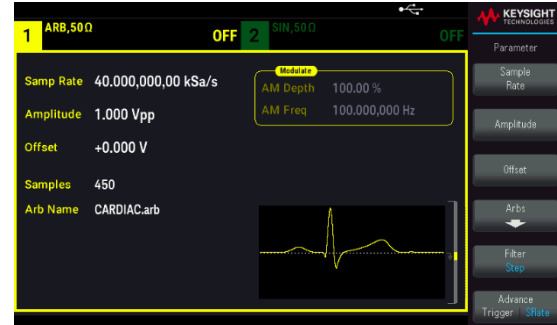 1 ARB,50Ω OFF 2 SIN,50Ω OFF
KEYSIGHT
TECHNOLOGIES
Parameter
Samp Rate 40.000,000,00 kSa/s
Amplitude 1.000 Vpp
Offset +0.000 V
Samples 450
Arb Name CARDIAC.arb
Modulate
AM Depth 100.00 %
AM Freq 100.000,000 Hz
Sample
Rate
Amplitude
Offset
Arbs
Filter
Step
Advance
Trigger SRate